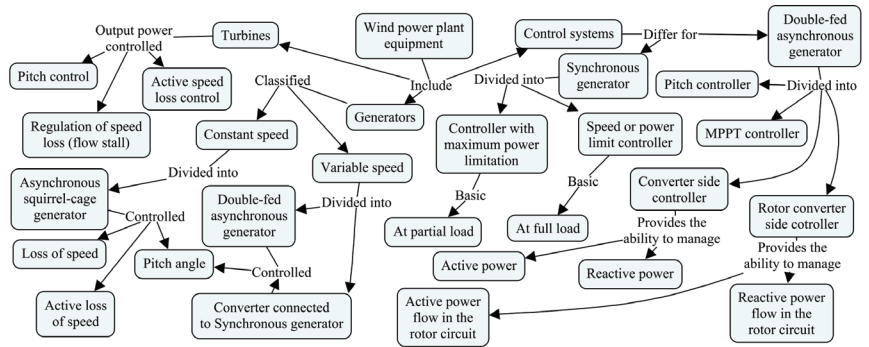 Output power
controlled
Turbines
Wind power plant
equipment
Control systems
Differ for
Double-fed
asynchronous
generator
Pitch control
Active speed
loss control
Classified
Include
Divided into
Synchronous
generator
Pitch controller
Divided into
Regulation of speed
loss (flow stall)
Constant speed
Generators
Controller with
maximum power
limitation
Speed or power
limit controller
MPPT controller
Variable speed
Divided into
Asynchronous
squirrel-cage
generator
Double-fed
asynchronous
generator
Divided into
Basic
Basic
Converter side
controller
Rotor converter
side cotroller
Controlled
At partial load
At full load
Provides the
ability to manage
Provides the
ability to manage
Loss of speed
Pitch angle
Controlled
Active power
Reactive power
Active loss
of speed
Converter connected
to Synchronous generator
Active power
flow in the
rotor circuit
Reactive power
flow in the
rotor circuit